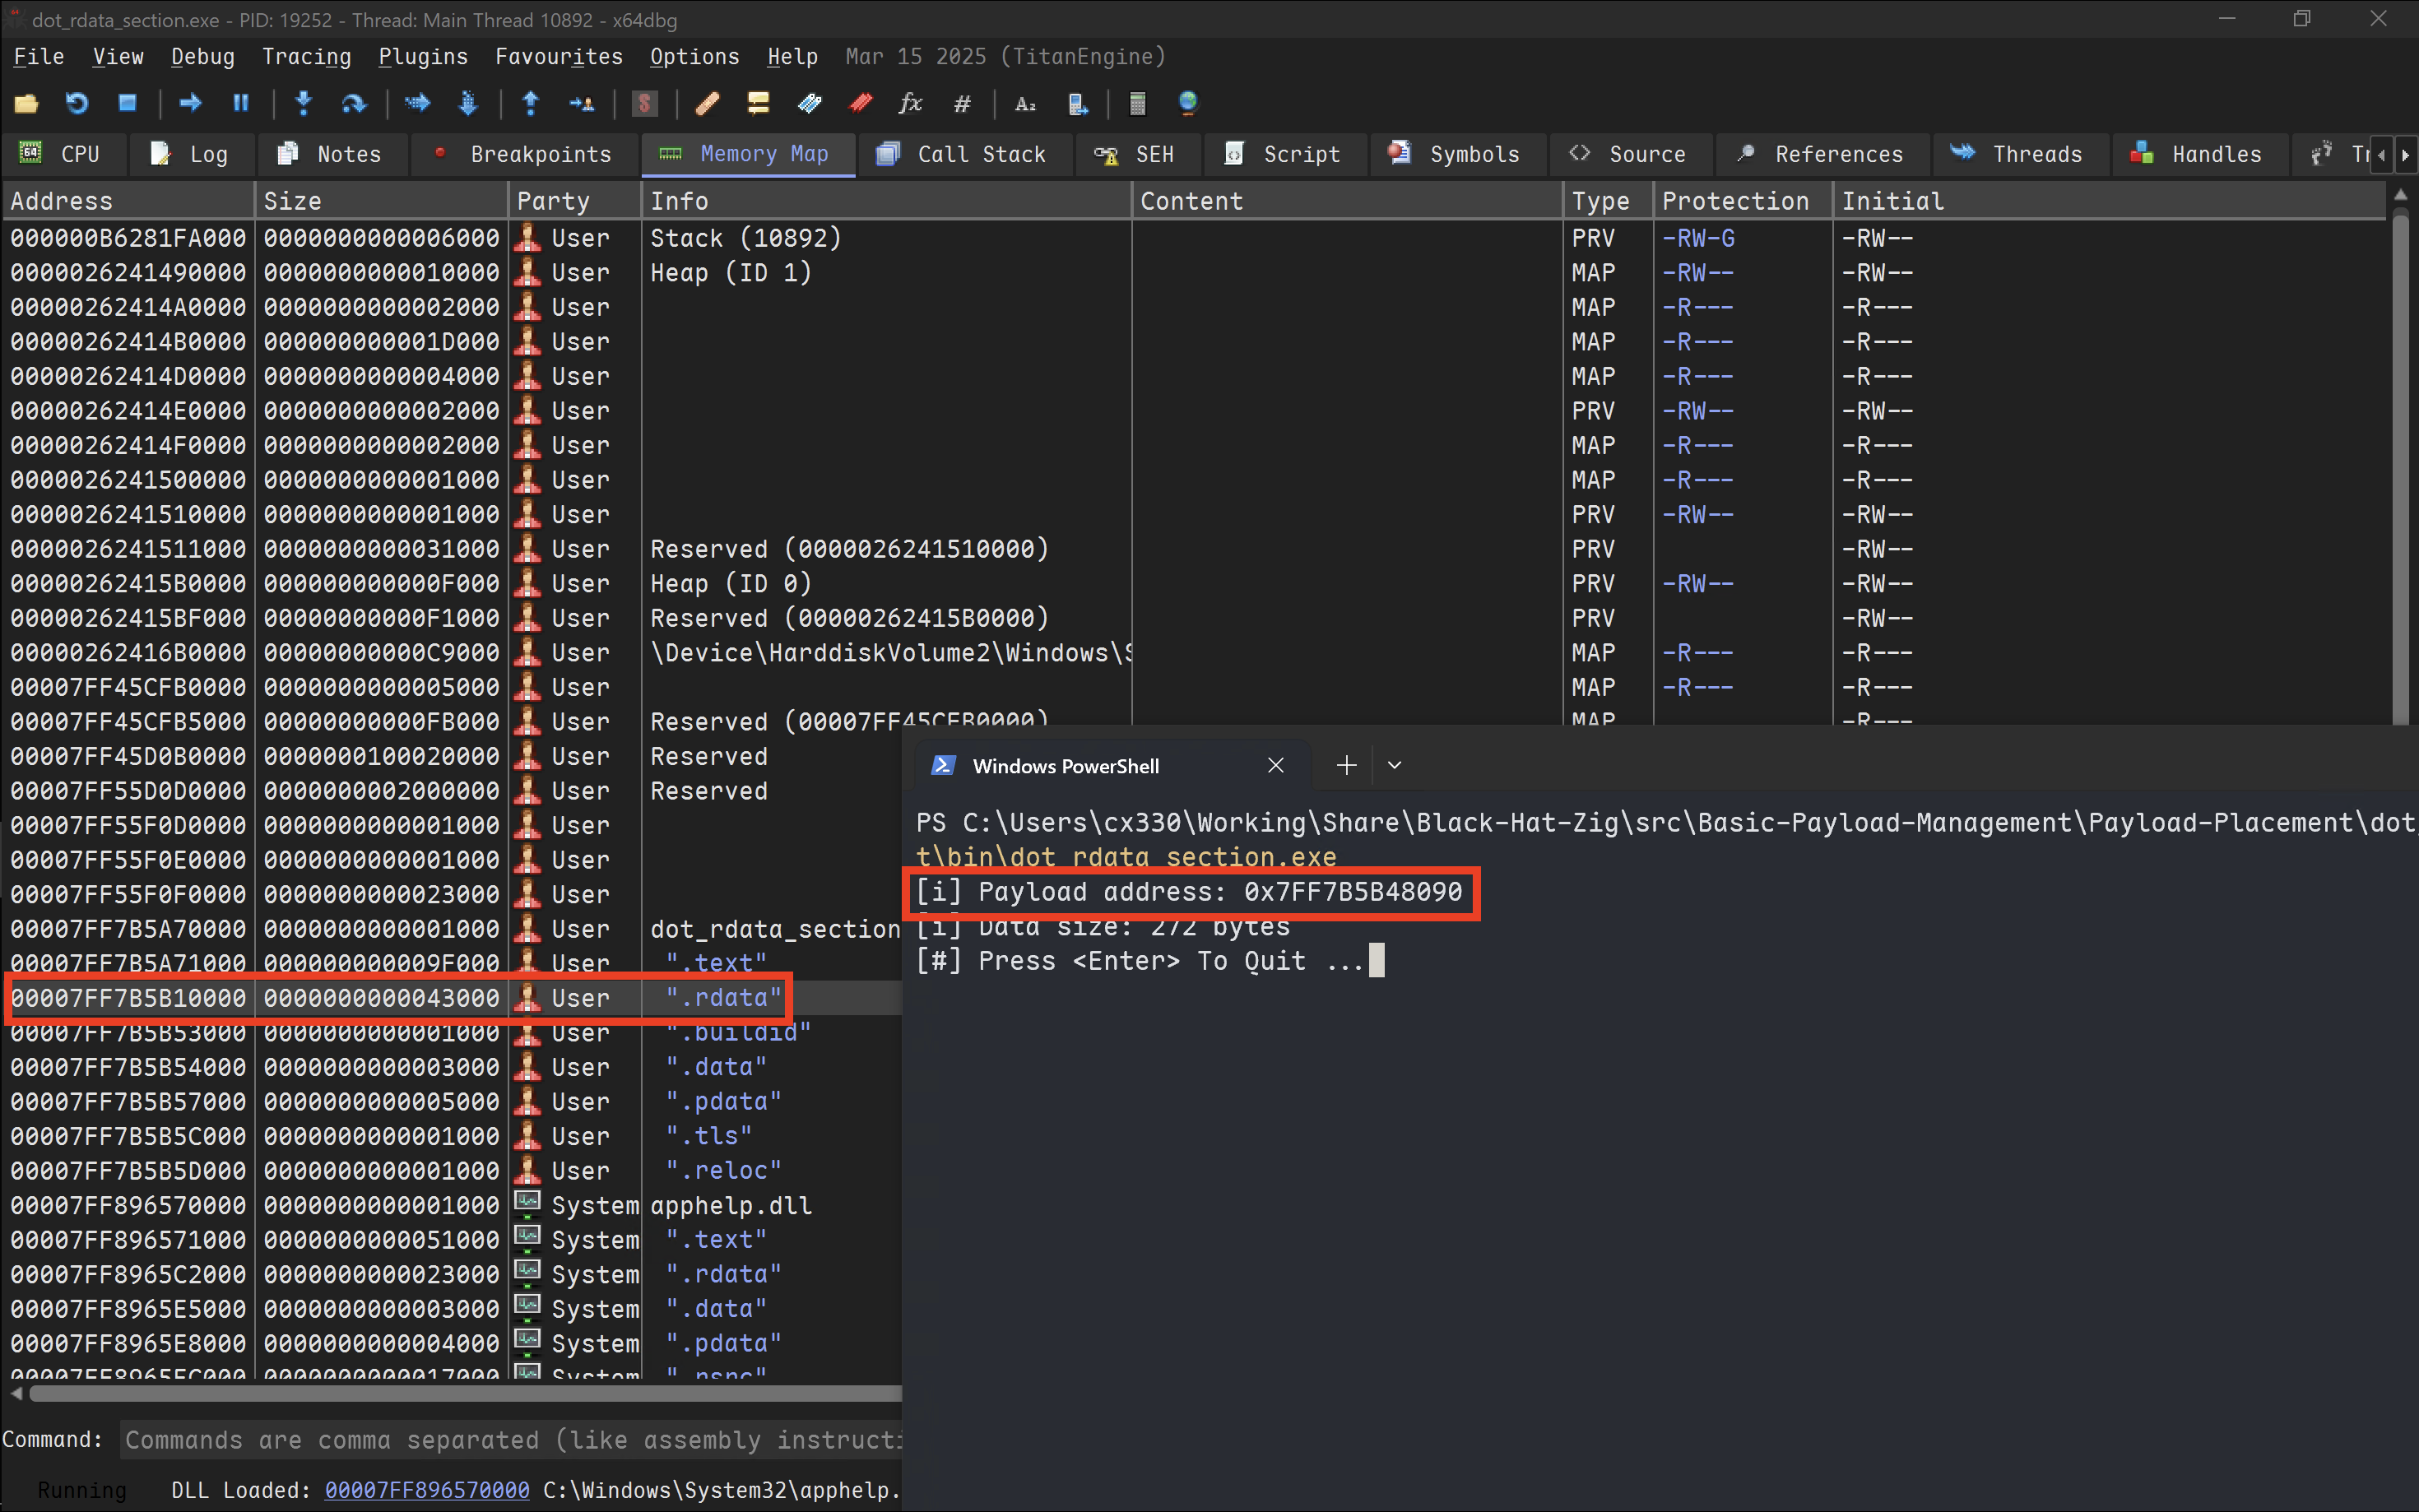 dot_rdata_section.exe - PID: 19252 - Thread: Main Thread 10892 - x64dbg
File View Debug Tracing Plugins Favourites Options Help Mar 15 2025 (TitanEngine)
CPU Log Notes Breakpoints Memory Map Call Stack SEH Script Symbols Source References Threads Handles
Address Size Party Info Content Type Protection Initial
000000B6281FA000 0000000000006000 User Stack (10892) PRV -RW-G -RW--
0000026241490000 0000000000010000 User Heap (ID 1) MAP -RW-- -RW--
00000262414A0000 0000000000002000 User MAP -R--- -R---
00000262414B0000 000000000001D000 User MAP -R--- -R---
00000262414D0000 0000000000004000 User MAP -R--- -R---
00000262414E0000 0000000000002000 User PRV -RW-- -RW--
00000262414F0000 0000000000002000 User MAP -R--- -R---
0000026241500000 0000000000001000 User MAP -R--- -R---
0000026241510000 0000000000001000 User PRV -RW-- -RW--
0000026241511000 0000000000031000 User Reserved (0000026241510000) PRV -RW--
00000262415B0000 000000000000F000 User Heap (ID 0) PRV -RW-- -RW--
00000262415BF000 00000000000F1000 User Reserved (00000262415B0000) PRV -RW--
00000262416B0000 00000000000C9000 User \Device\HarddiskVolume2\Windows\S MAP -R--- -R---
00007FF45CFB0000 0000000000005000 User MAP -R--- -R---
00007FF45CFB5000 00000000000FB000 User Reserved (00007FF45CFB0000) MAP -R---
00007FF45D0B0000 0000000100020000 User Reserved
00007FF55D0D0000 0000000002000000 User Reserved
00007FF55F0D0000 0000000000001000 User
00007FF55F0E0000 0000000000001000 User
00007FF55F0F0000 0000000000023000 User
00007FF7B5A70000 0000000000001000 User dot_rdata_section
00007FF7B5A71000 000000000009F000 User ".text"
00007FF7B5B10000 0000000000043000 User ".rdata"
00007FF7B5B53000 0000000000001000 User ".buildid"
00007FF7B5B54000 0000000000003000 User ".data"
00007FF7B5B57000 0000000000005000 User ".pdata"
00007FF7B5B5C000 0000000000001000 User ".tls"
00007FF7B5B5D000 0000000000001000 User ".reloc"
00007FF896570000 0000000000001000 System apphelp.dll
00007FF896571000 0000000000051000 System ".text"
00007FF8965C2000 0000000000023000 System ".rdata"
00007FF8965E5000 0000000000003000 System ".data"
00007FF8965E8000 0000000000004000 System ".pdata"
00007FF8965EC000 0000000000017000 System ".rsrc"
Windows PowerShell
PS C:\Users\cx330\Working\Share\Black-Hat-Zig\src\Basic-Payload-Management\Payload-Placement\dot_
t\bin\dot_rdata_section.exe
[i] Payload address: 0x7FF7B5B48090
[i] Data size: 272 bytes
[#] Press <Enter> To Quit ...
Command: Commands are comma separated (like assembly instructi
Running DLL Loaded: 00007FF896570000 C:\Windows\System32\apphelp.